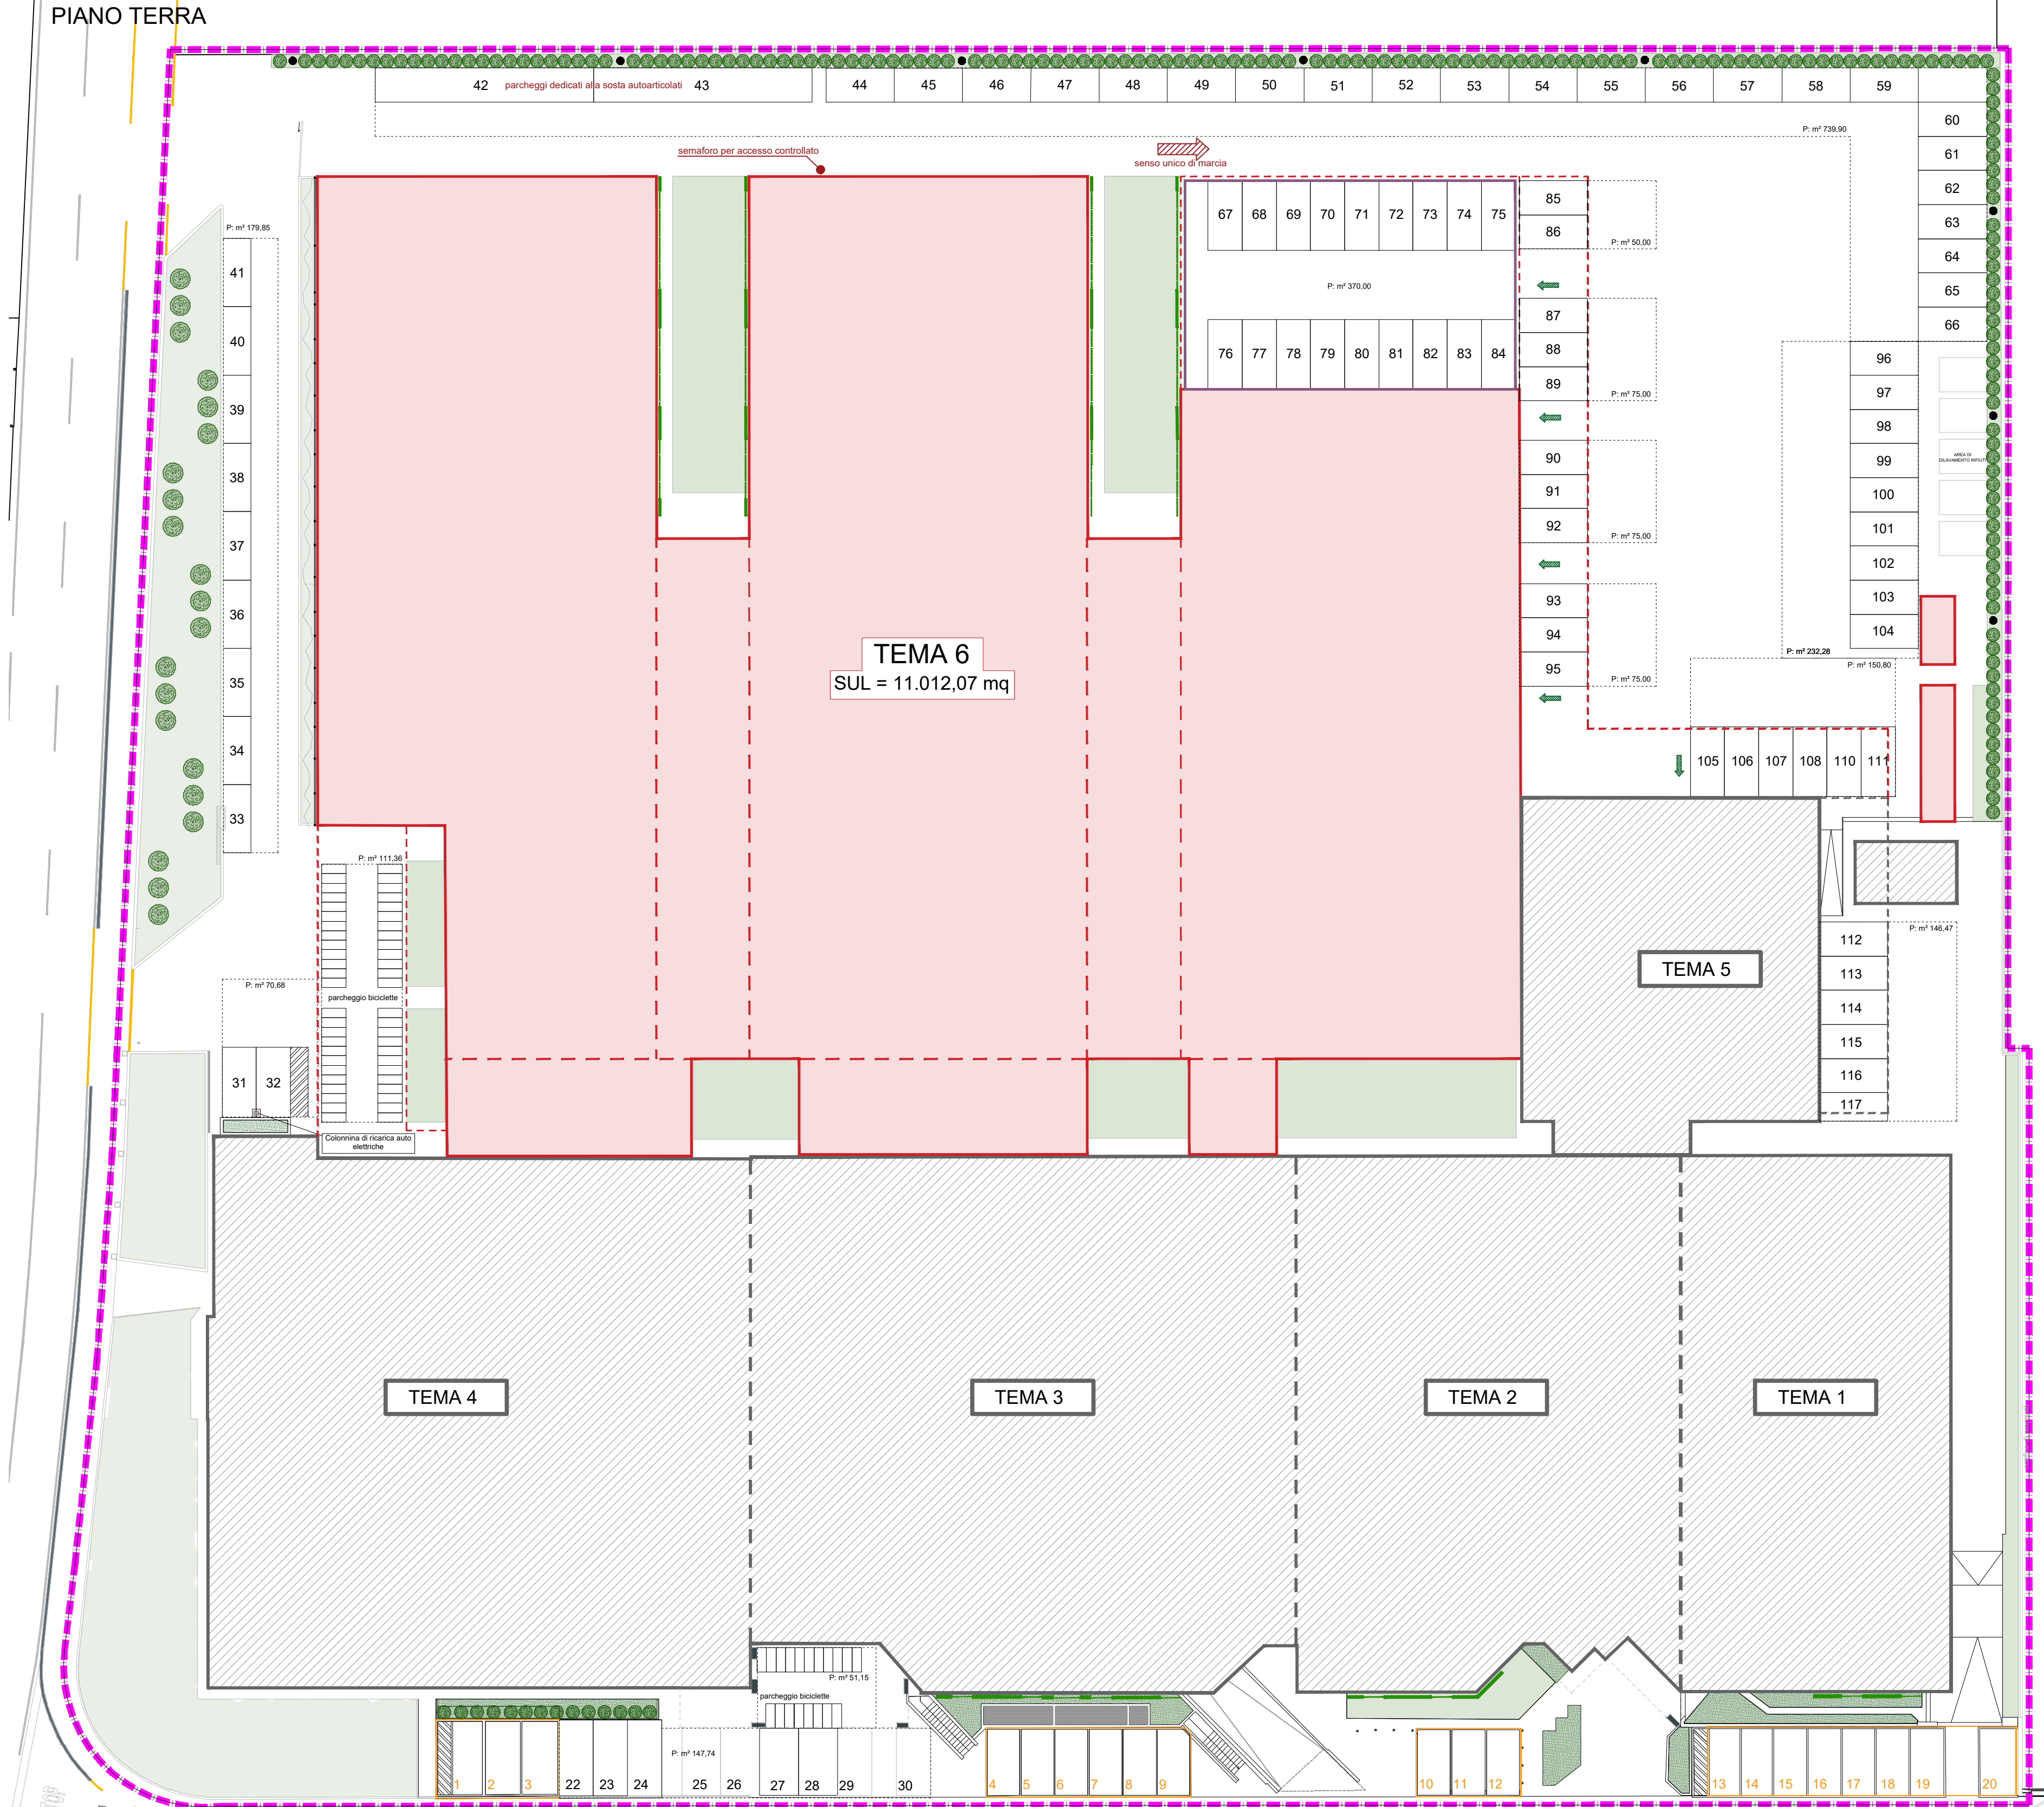 PIANO TERRA
42 parcheggi dedicati alla sosta autoarticolati 43 44 45 46 47 48 49 50 51 52 53 54 55 56 57 58 59
60
P: m² 739,90
semaforo per accesso controllato
senso unico di marcia
61
62
63
64
65
66
67 68 69 70 71 72 73 74 75
85
86
P: m² 50,00
P: m² 370,00
76 77 78 79 80 81 82 83 84
87
88
89
P: m² 75,00
90
91
92
P: m² 75,00
93
94
95
P: m² 75,00
96
97
98
99
100
101
102
103
104
AREA DI
DILAVAMENTO RIFIUTI
P: m² 232,28
P: m² 150,80
105 106 107 108 110 111
P: m² 179,85
41
40
39
38
37
36
35
34
33
TEMA 6
SUL = 11.012,07 mq
P: m² 111,36
parcheggio biciclette
P: m² 70,68
31 32
Colonnina di ricarica auto
elettriche
TEMA 5
P: m² 146,47
112
113
114
115
116
117
TEMA 4 TEMA 3 TEMA 2 TEMA 1
P: m² 51,15
parcheggio biciclette
P: m² 147,74
1 2 3 22 23 24 25 26 27 28 29 30 4 5 6 7 8 9 10 11 12 13 14 15 16 17 18 19 20
STOP